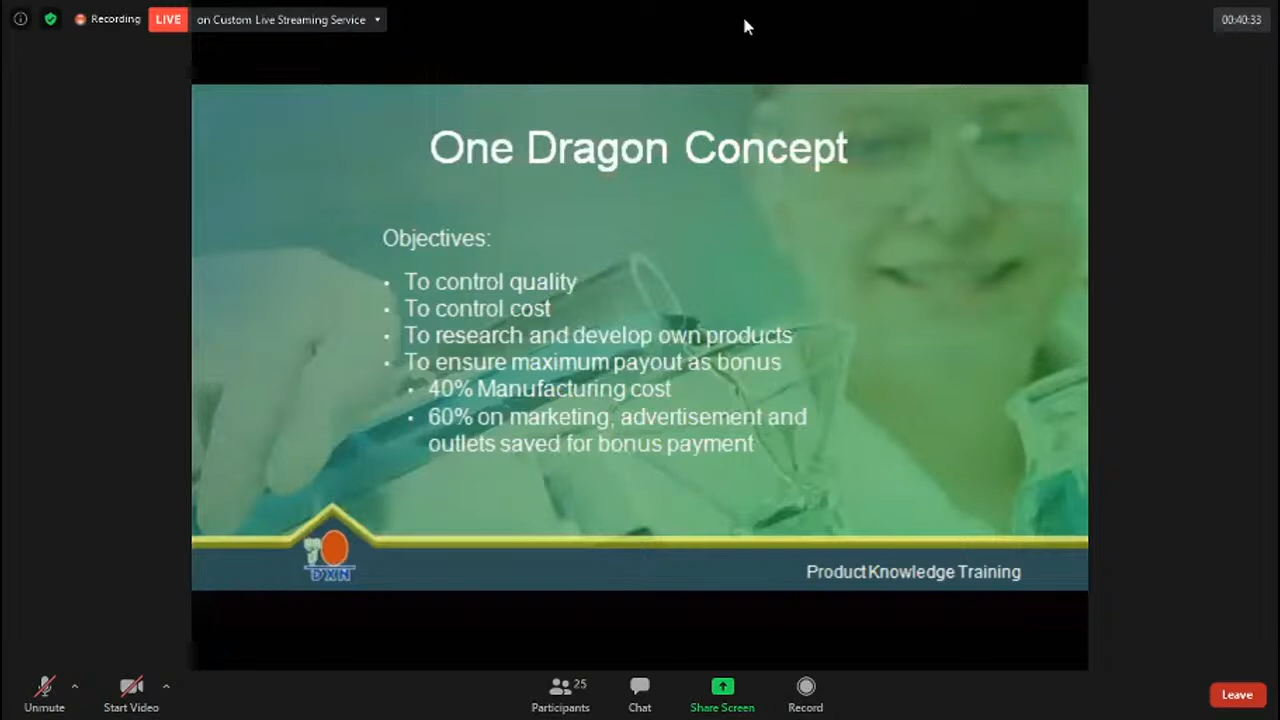 Recording
LIVE
on Custom Live Streaming Service
00:40:33
One Dragon Concept
Objectives:
• To control quality
• To control cost
• To research and develop own products
• To ensure maximum payout as bonus
• 40% Manufacturing cost
• 60% on marketing, advertisement and
outlets saved for bonus payment
DXN
Product Knowledge Training
Unmute
Start Video
25
Participants
Chat
Share Screen
Record
Leave